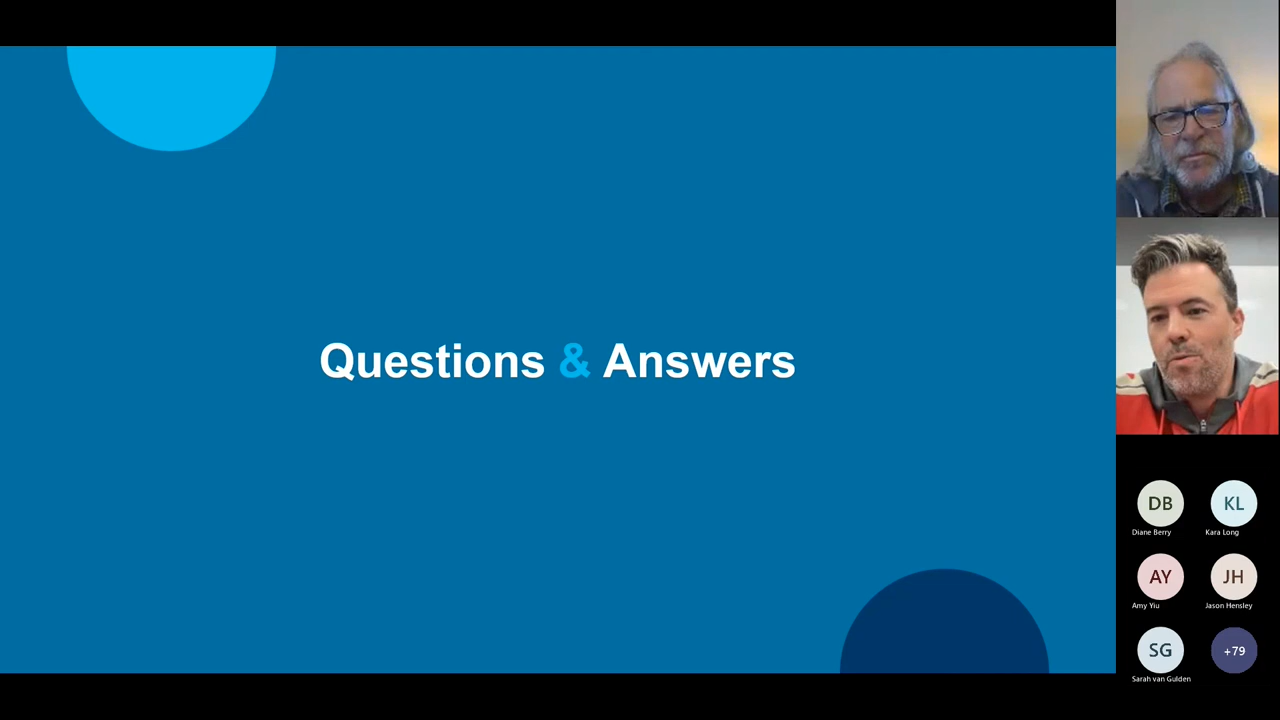 Questions & Answers
DB
KL
Diane Berry
Kara Long
AY
JH
Amy Yiu
Jason Hensley
SG
+79
Sarah van Gulden